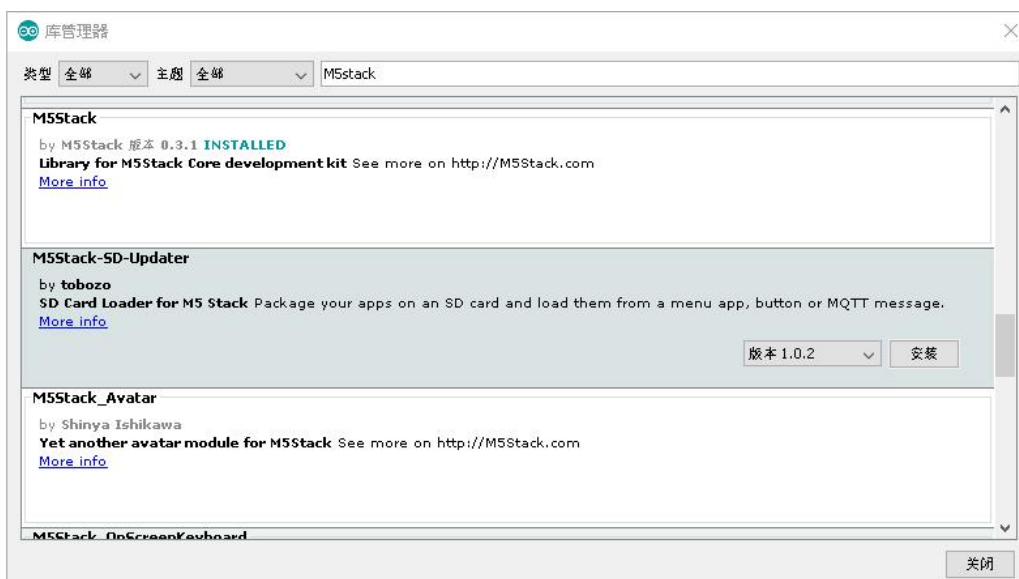 库管理器
类型 全部 主题 全部 M5stack
M5Stack
by M5Stack 版本 0.3.1 INSTALLED
Library for M5Stack Core development kit See more on http://M5Stack.com
More info
M5Stack-SD-Updater
by tobozo
SD Card Loader for M5 Stack Package your apps on an SD card and load them from a menu app, button or MQTT message.
More info
版本 1.0.2 安装
M5Stack_Avatar
by Shinya Ishikawa
Yet another avatar module for M5Stack See more on http://M5Stack.com
More info
M5Stack_OnScreenKeyboard
关闭